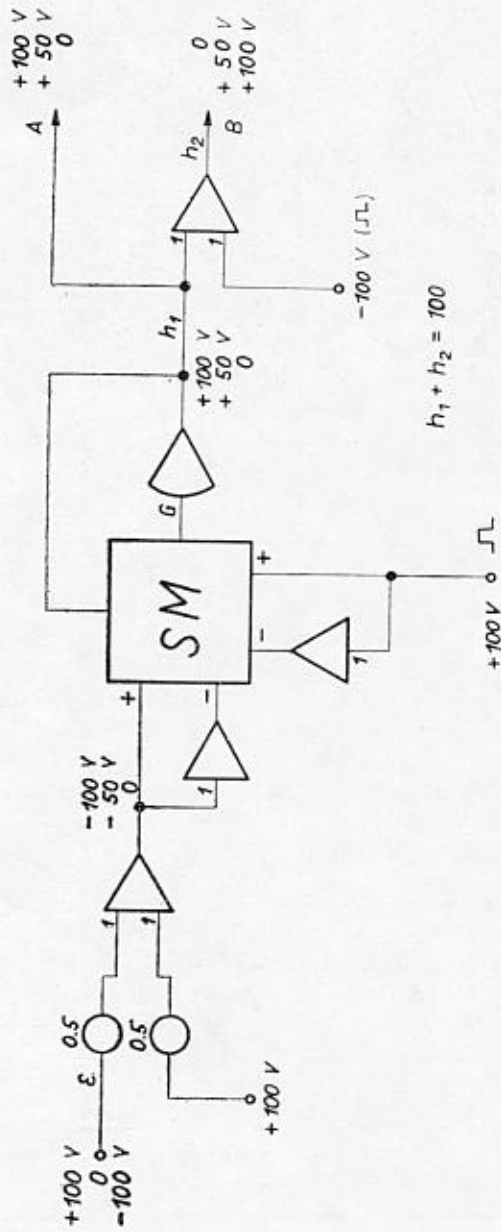 +100 V
0
-100 V
ε
0.5
0.5
+100 V
1
1
-100 V
- 50 V
0
1
+
-
SM
-
+
1
+100 V
G
+100 V
+ 50 V
0
h₁
1
1
-100 V
h₂
A
+100 V
+ 50 V
0
B
0
+ 50 V
+100 V
h₁ + h₂ = 100